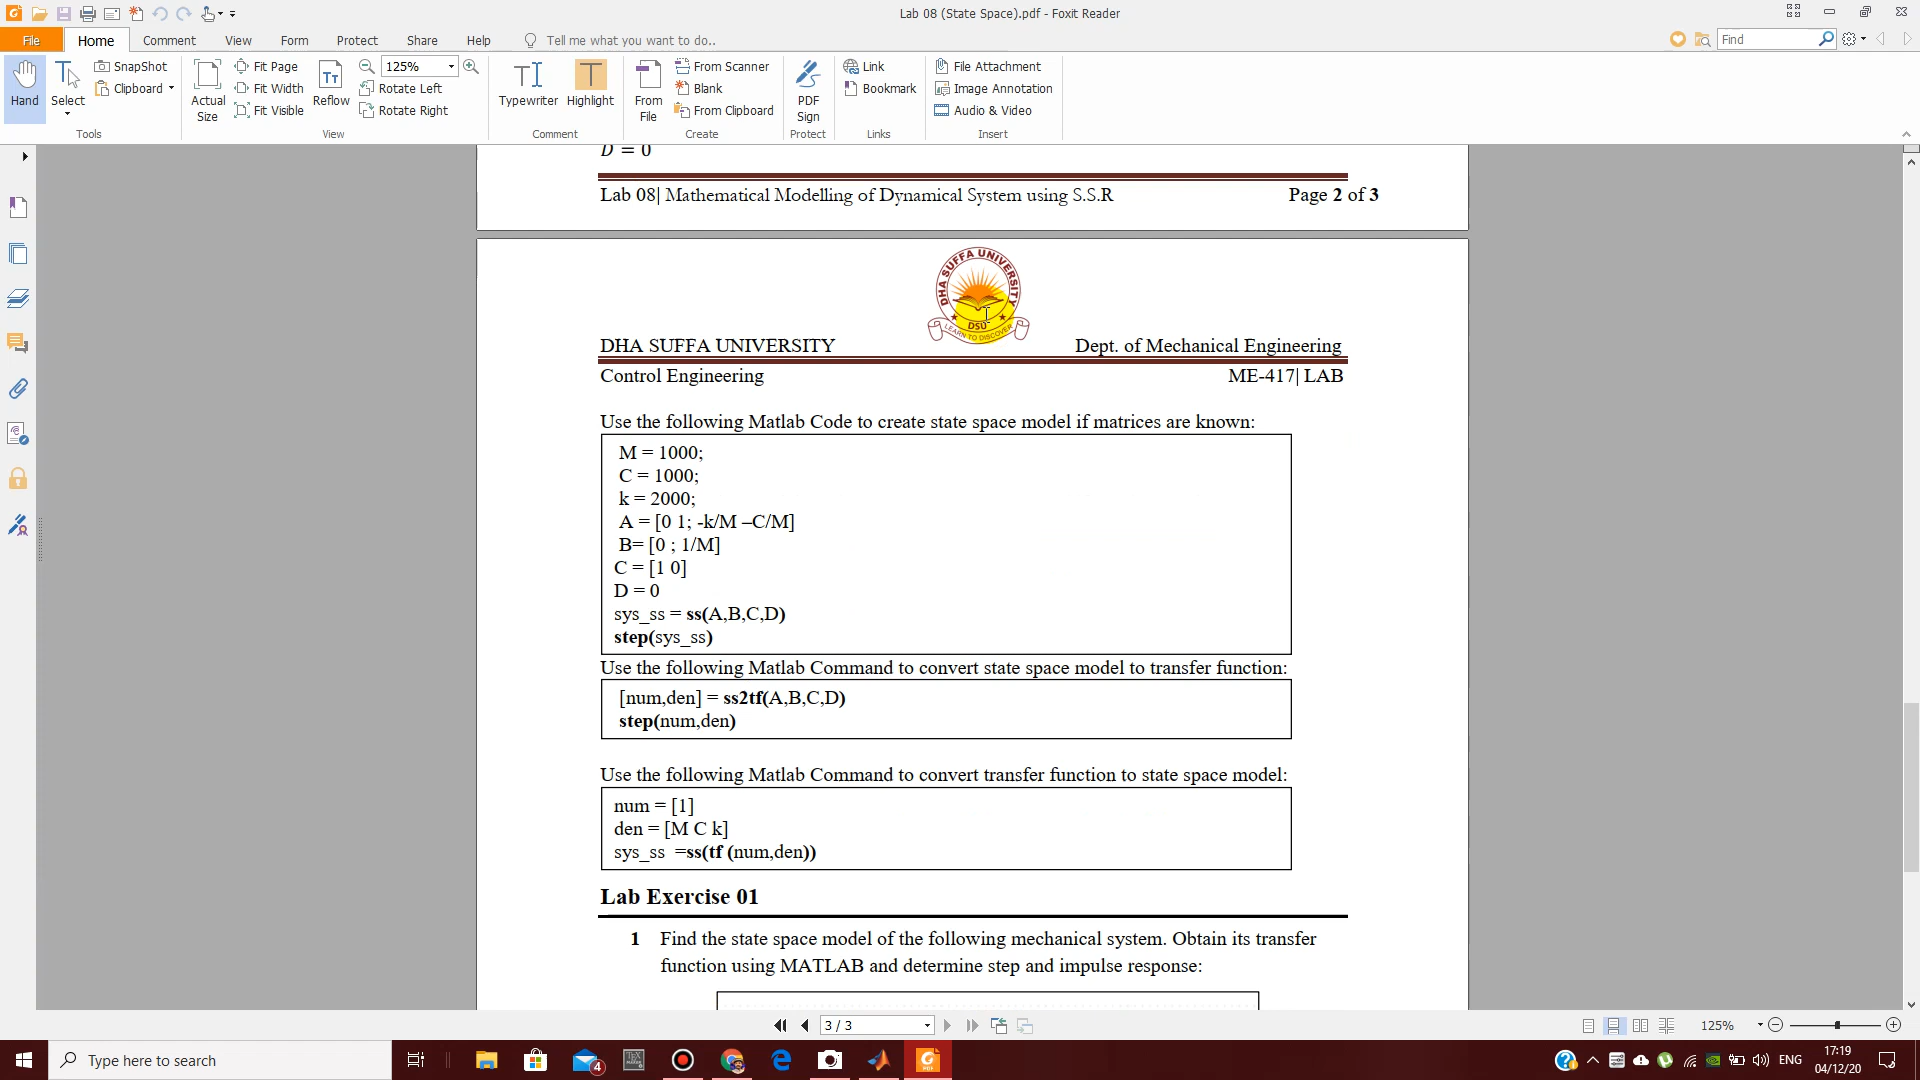 Lab 08 (State Space).pdf - Foxit Reader
File
Home
Comment
View
Form
Protect
Share
Help
Tell me what you want to do..
Find
Hand
Select
SnapShot
Clipboard
Tools
Actual Size
Fit Page
Fit Width
Fit Visible
Reflow
125%
Rotate Left
Rotate Right
View
Typewriter
Highlight
Comment
From File
From Scanner
Blank
From Clipboard
Create
PDF Sign
Protect
Link
Bookmark
Links
File Attachment
Image Annotation
Audio & Video
Insert
D = 0
Lab 08| Mathematical Modelling of Dynamical System using S.S.R Page 2 of 3
DHA SUFFA UNIVERSITY
DSU
LEARN TO DISCOVER
DHA SUFFA UNIVERSITY Dept. of Mechanical Engineering
Control Engineering ME-417| LAB
Use the following Matlab Code to create state space model if matrices are known:
M = 1000;
C = 1000;
k = 2000;
A = [0 1; -k/M –C/M]
B= [0 ; 1/M]
C = [1 0]
D = 0
sys_ss = ss(A,B,C,D)
step(sys_ss)
Use the following Matlab Command to convert state space model to transfer function:
[num,den] = ss2tf(A,B,C,D)
step(num,den)
Use the following Matlab Command to convert transfer function to state space model:
num = [1]
den = [M C k]
sys_ss =ss(tf (num,den))
Lab Exercise 01
1 Find the state space model of the following mechanical system. Obtain its transfer
function using MATLAB and determine step and impulse response:
3 / 3
125%
Type here to search
4
ENG
17:19
04/12/20